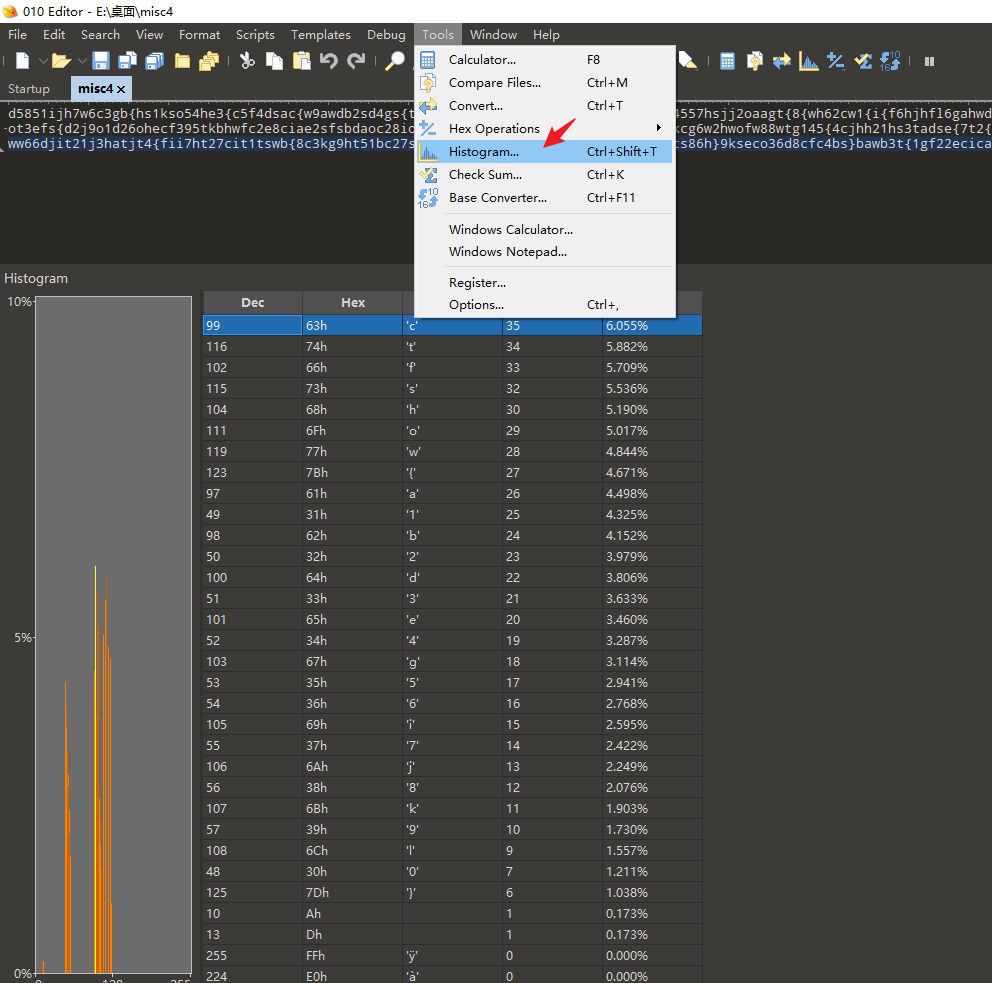 010 Editor - E:\桌面\misc4
File Edit Search View Format Scripts Templates Debug Tools Window Help
Startup misc4 ×
Calculator... F8
Compare Files... Ctrl+M
Convert... Ctrl+T
Hex Operations
Histogram... Ctrl+Shift+T
Check Sum... Ctrl+K
Base Converter... Ctrl+F11
Windows Calculator...
Windows Notepad...
Register...
Options... Ctrl+,
d5851ijh7w6c3gb{hs1kso54he3{c5f4dsac{w9awdb2sd4gs{t 4557hsjj2oaagt{8{wh62cw1{i{f6hjhfl6gahwd
ot3efs{d2j9o1d26ohecf395tkbhwfc2e8ciae2sfsbdaoc28io kcg6w2hwofw88wtg145{4cjhh21hs3tadse{7t2{
ww66djit21j3hatjt4{fii7ht27cit1tswb{8c3kg9ht51bc27s ts86h}9kseco36d8cfc4bs}bawb3t{1gf22ecica
Histogram
10%
5%
0%
0 128 255
Dec Hex
99 63h 'c' 35 6.055%
116 74h 't' 34 5.882%
102 66h 'f' 33 5.709%
115 73h 's' 32 5.536%
104 68h 'h' 30 5.190%
111 6Fh 'o' 29 5.017%
119 77h 'w' 28 4.844%
123 7Bh '{' 27 4.671%
97 61h 'a' 26 4.498%
49 31h '1' 25 4.325%
98 62h 'b' 24 4.152%
50 32h '2' 23 3.979%
100 64h 'd' 22 3.806%
51 33h '3' 21 3.633%
101 65h 'e' 20 3.460%
52 34h '4' 19 3.287%
103 67h 'g' 18 3.114%
53 35h '5' 17 2.941%
54 36h '6' 16 2.768%
105 69h 'i' 15 2.595%
55 37h '7' 14 2.422%
106 6Ah 'j' 13 2.249%
56 38h '8' 12 2.076%
107 6Bh 'k' 11 1.903%
57 39h '9' 10 1.730%
108 6Ch 'l' 9 1.557%
48 30h '0' 7 1.211%
125 7Dh '}' 6 1.038%
10 Ah 1 0.173%
13 Dh 1 0.173%
255 FFh 'ÿ' 0 0.000%
224 E0h 'à' 0 0.000%